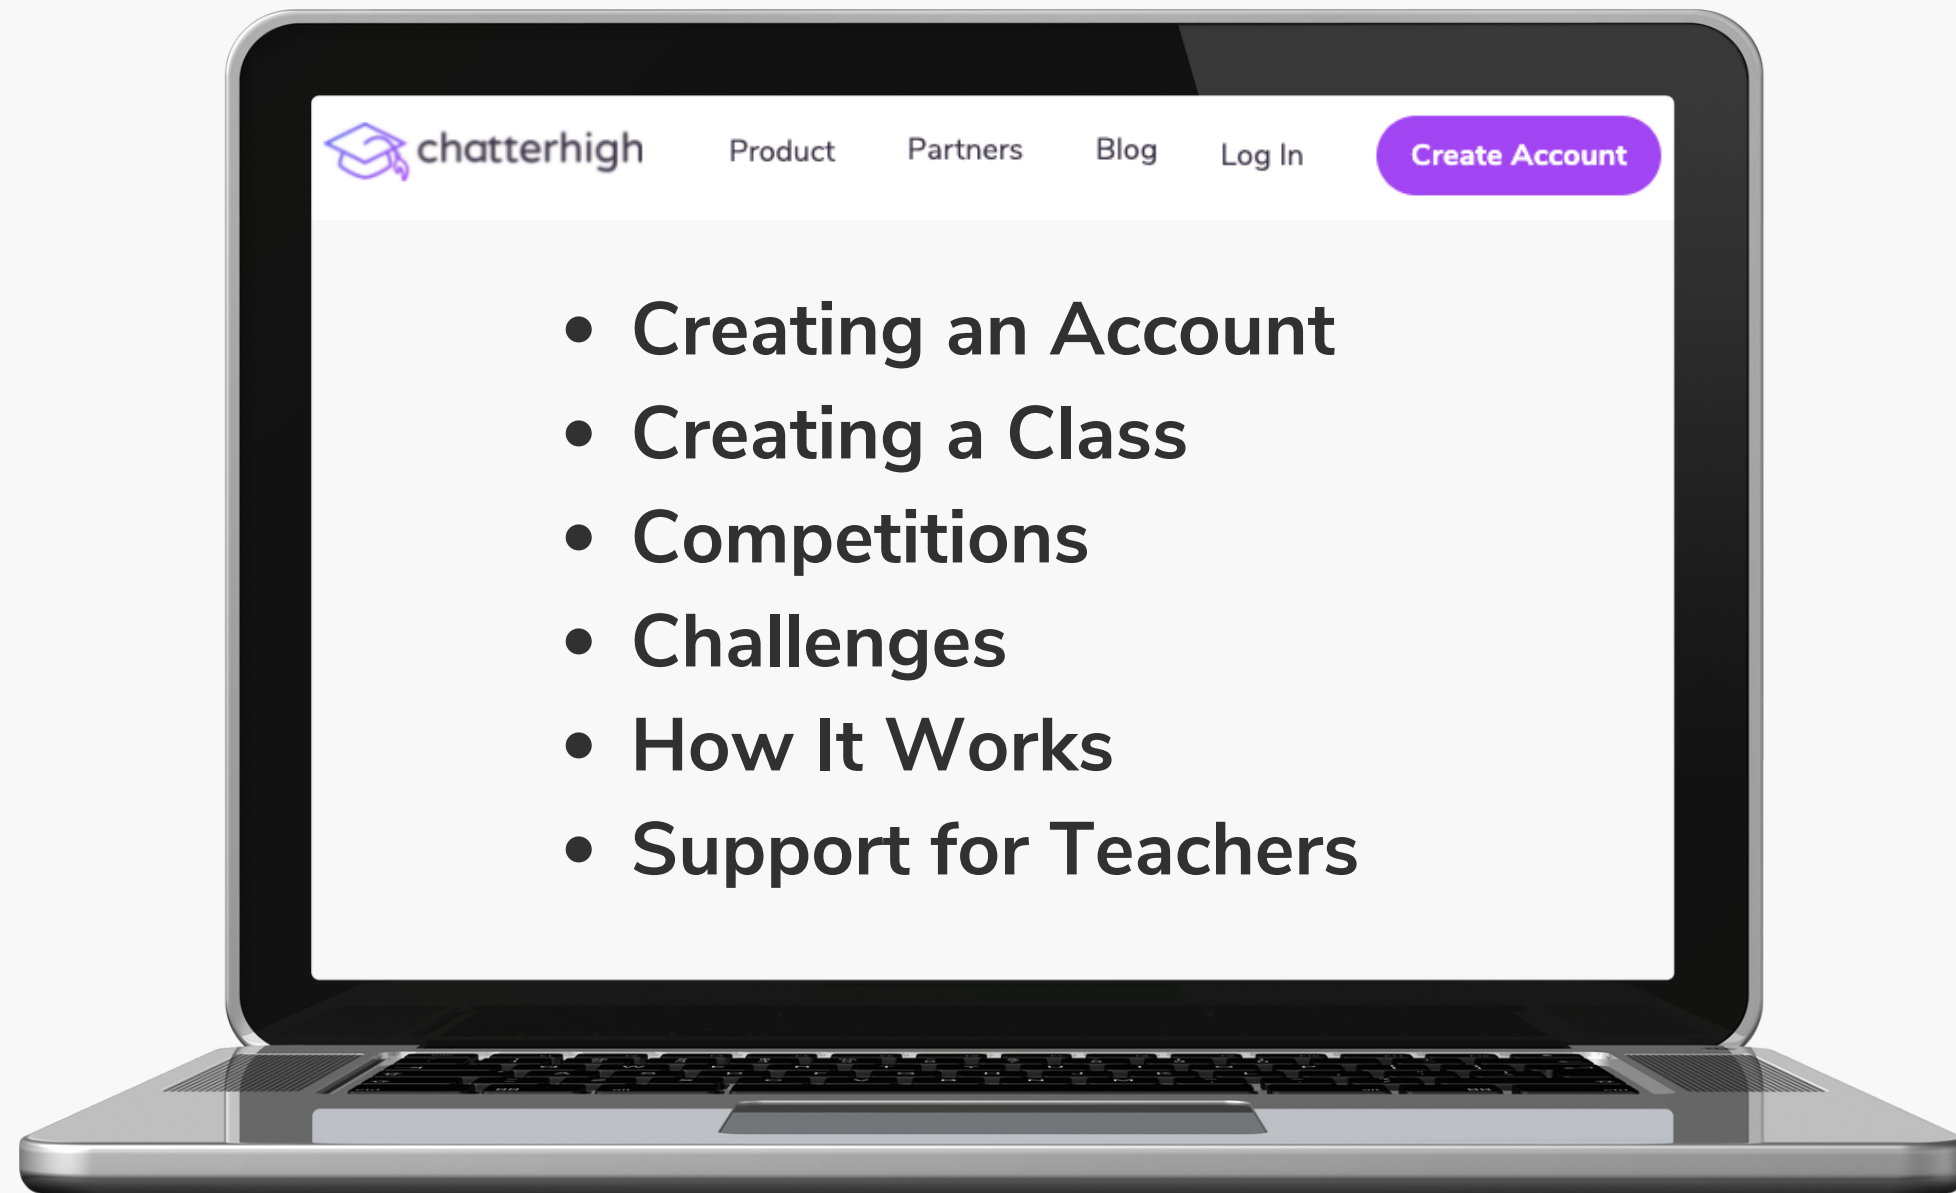 chatterhigh Product Partners Blog Log In Create Account
• Creating an Account
• Creating a Class
• Competitions
• Challenges
• How It Works
• Support for Teachers